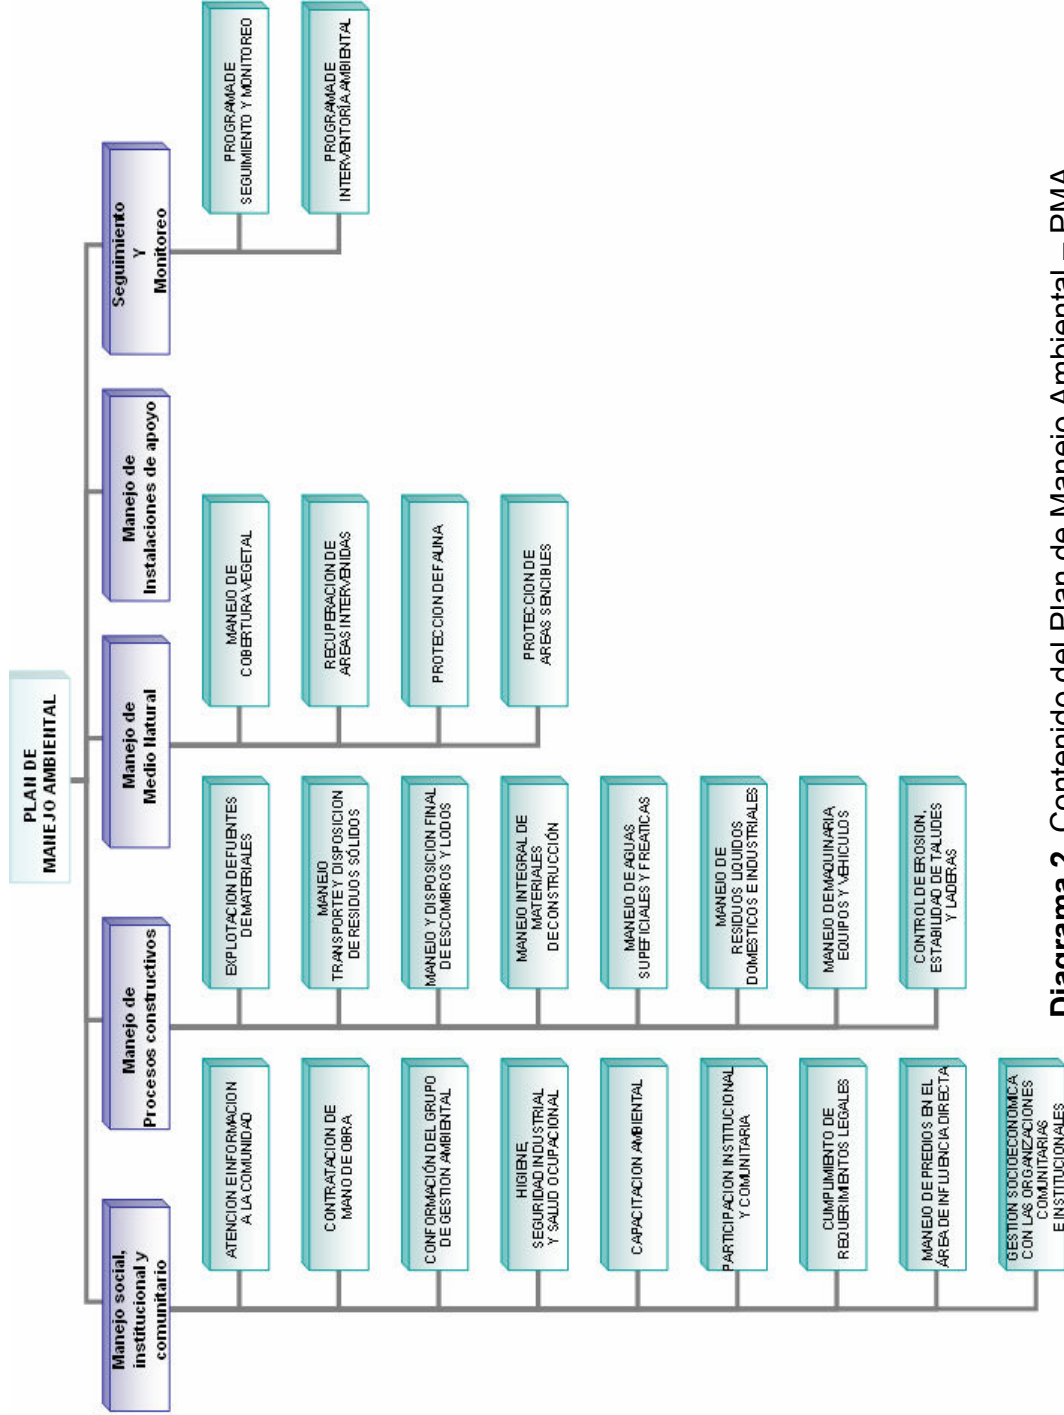 PLAN DE
MANEJO AMBIENTAL
Manejo social,
institucional y
comunitario
ATENCION E INFORMACION
A LA COMUNIDAD
CONTRATACION DE
MANO DE OBRA
CONFORMACIÓN DEL GRUPO
DE GESTION AMBIENTAL
HIGIENE,
SEGURIDAD INDUSTRIAL
Y SALUD OCUPACIONAL
CAPACITACION AMBIENTAL
PARTICIPACION INSTITUCIONAL
Y COMUNITARIA
CUMPLIMIENTO DE
REQUERIMIENTOS LEGALES
MANEJO DE PREDIOS EN EL
ÁREA DE INFLUENCIA DIRECTA
GESTION SOCIOECONOMICA
CON LAS ORGANIZACIONES
COMUNITARIAS
E INSTITUCIONALES
Manejo de
Procesos constructivos
EXPLOTACION DE FUENTES
DE MATERIALES
MANEJO
TRANSPORTE Y DISPOSICION
DE RESIDUOS SÓLIDOS
MANEJO Y DISPOSICION FINAL
DE ESCOMBROS Y LODOS
MANEJO INTEGRAL DE
MATERIALES
DE CONSTRUCCIÓN
MANEJO DE AGUAS
SUPEFICIALES Y FREATICAS
MANEJO DE
RESIDUOS LIQUIDOS
DOMESTICOS E INDUSTRIALES
MANEJO DE MAQUINARIA
EQUIPOS Y VEHICULOS
CONTROL DE EROSION,
ESTABILIDAD DE TALUDES
Y LADERAS
Manejo de
Medio Natural
MANEJO DE
COBERTURA VEGETAL
RECUPERACION DE
AREAS INTERVENIDAS
PROTECCION DE FAUNA
PROTECCION DE
AREAS SENCIBLES
Manejo de
Instalaciones de apoyo
Seguimiento
Y
Monitoreo
PROGRAMA DE
SEGUIMIENTO Y MONITOREO
PROGRAMA DE
INTERVENTORÍA AMBIENTAL
Diagrama 2. Contenido del Plan de Manejo Ambiental – PMA